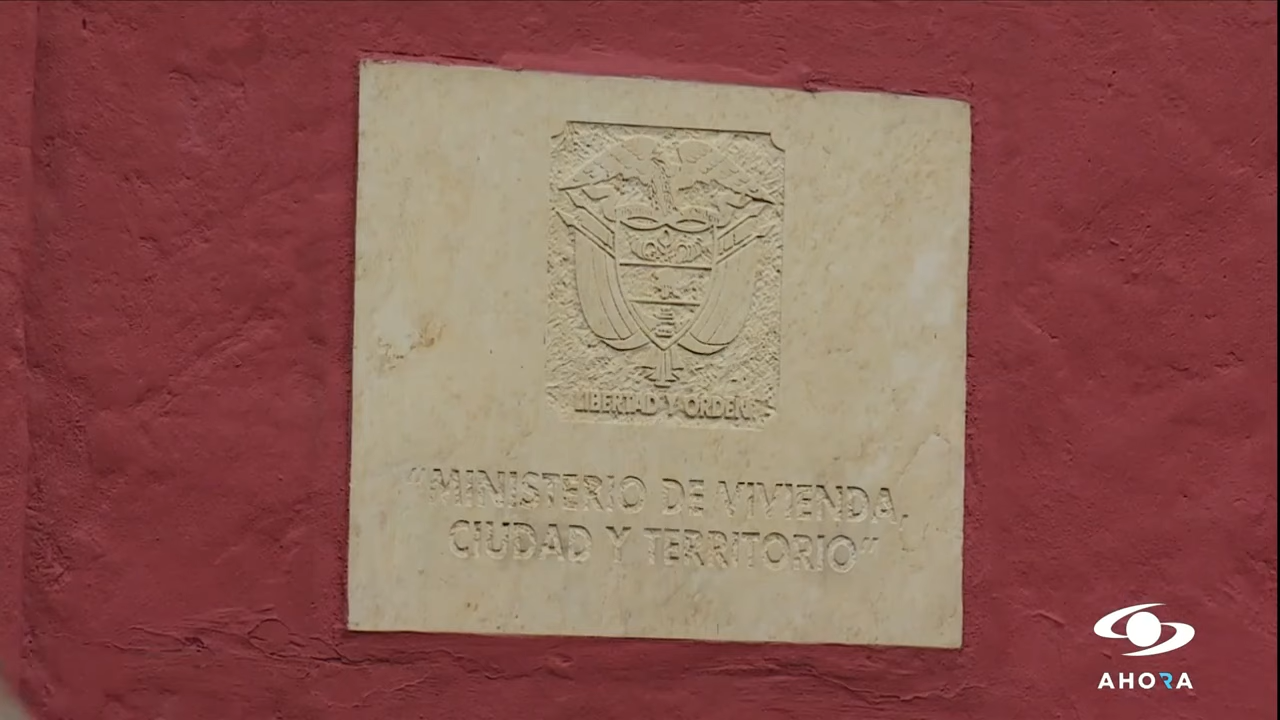 LIBERTAD Y ORDEN
"MINISTERIO DE VIVIENDA,
CIUDAD Y TERRITORIO"
AHORA